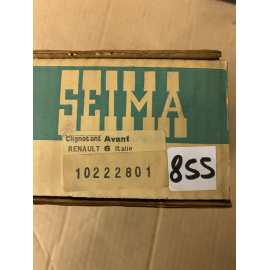 SEIMA
Clignotant Avant
RENAULT 6 Italie
10222801
855